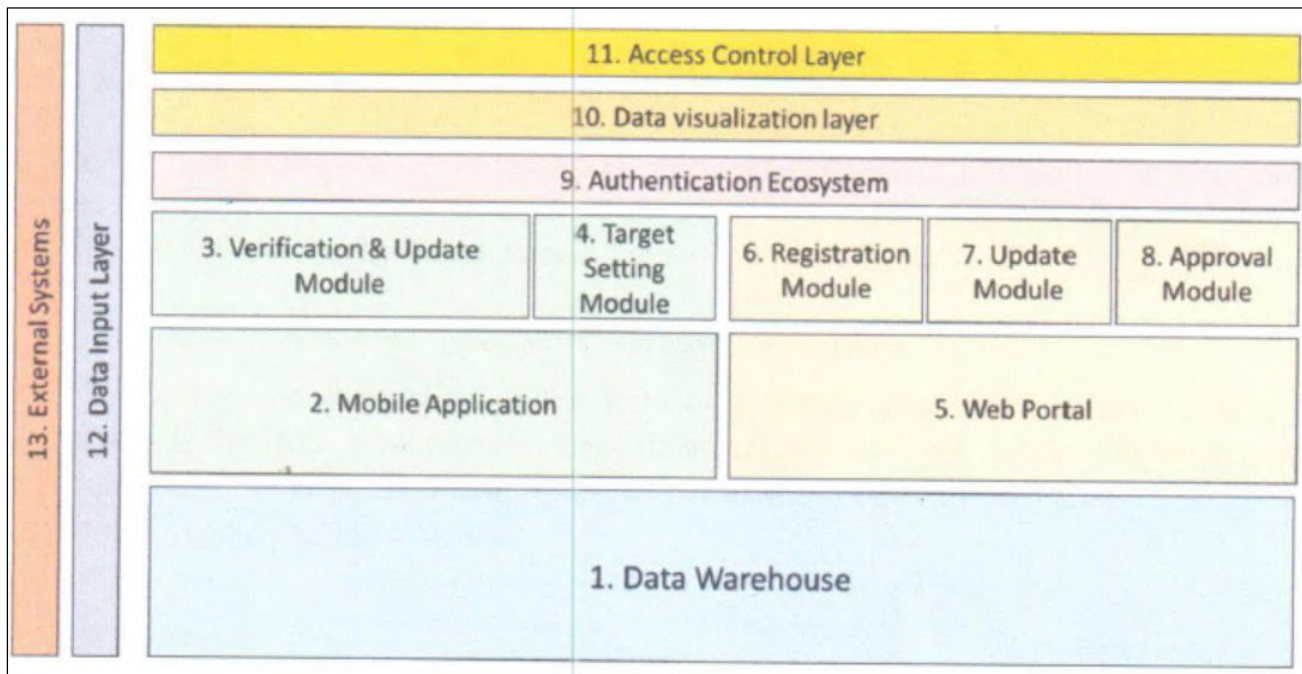 11. Access Control Layer
10. Data visualization layer
9. Authentication Ecosystem
3. Verification & Update
Module
4. Target
Setting
Module
6. Registration
Module
7. Update
Module
8. Approval
Module
2. Mobile Application
5. Web Portal
1. Data Warehouse
12. Data Input Layer
13. External Systems